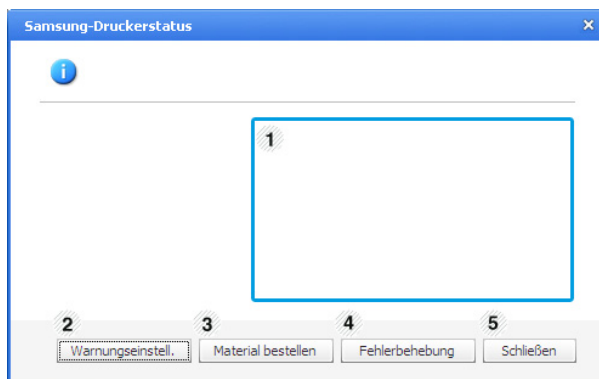 Samsung-Druckerstatus
1
2 3 4 5
Warnungseinstell. Material bestellen Fehlerbehebung Schließen